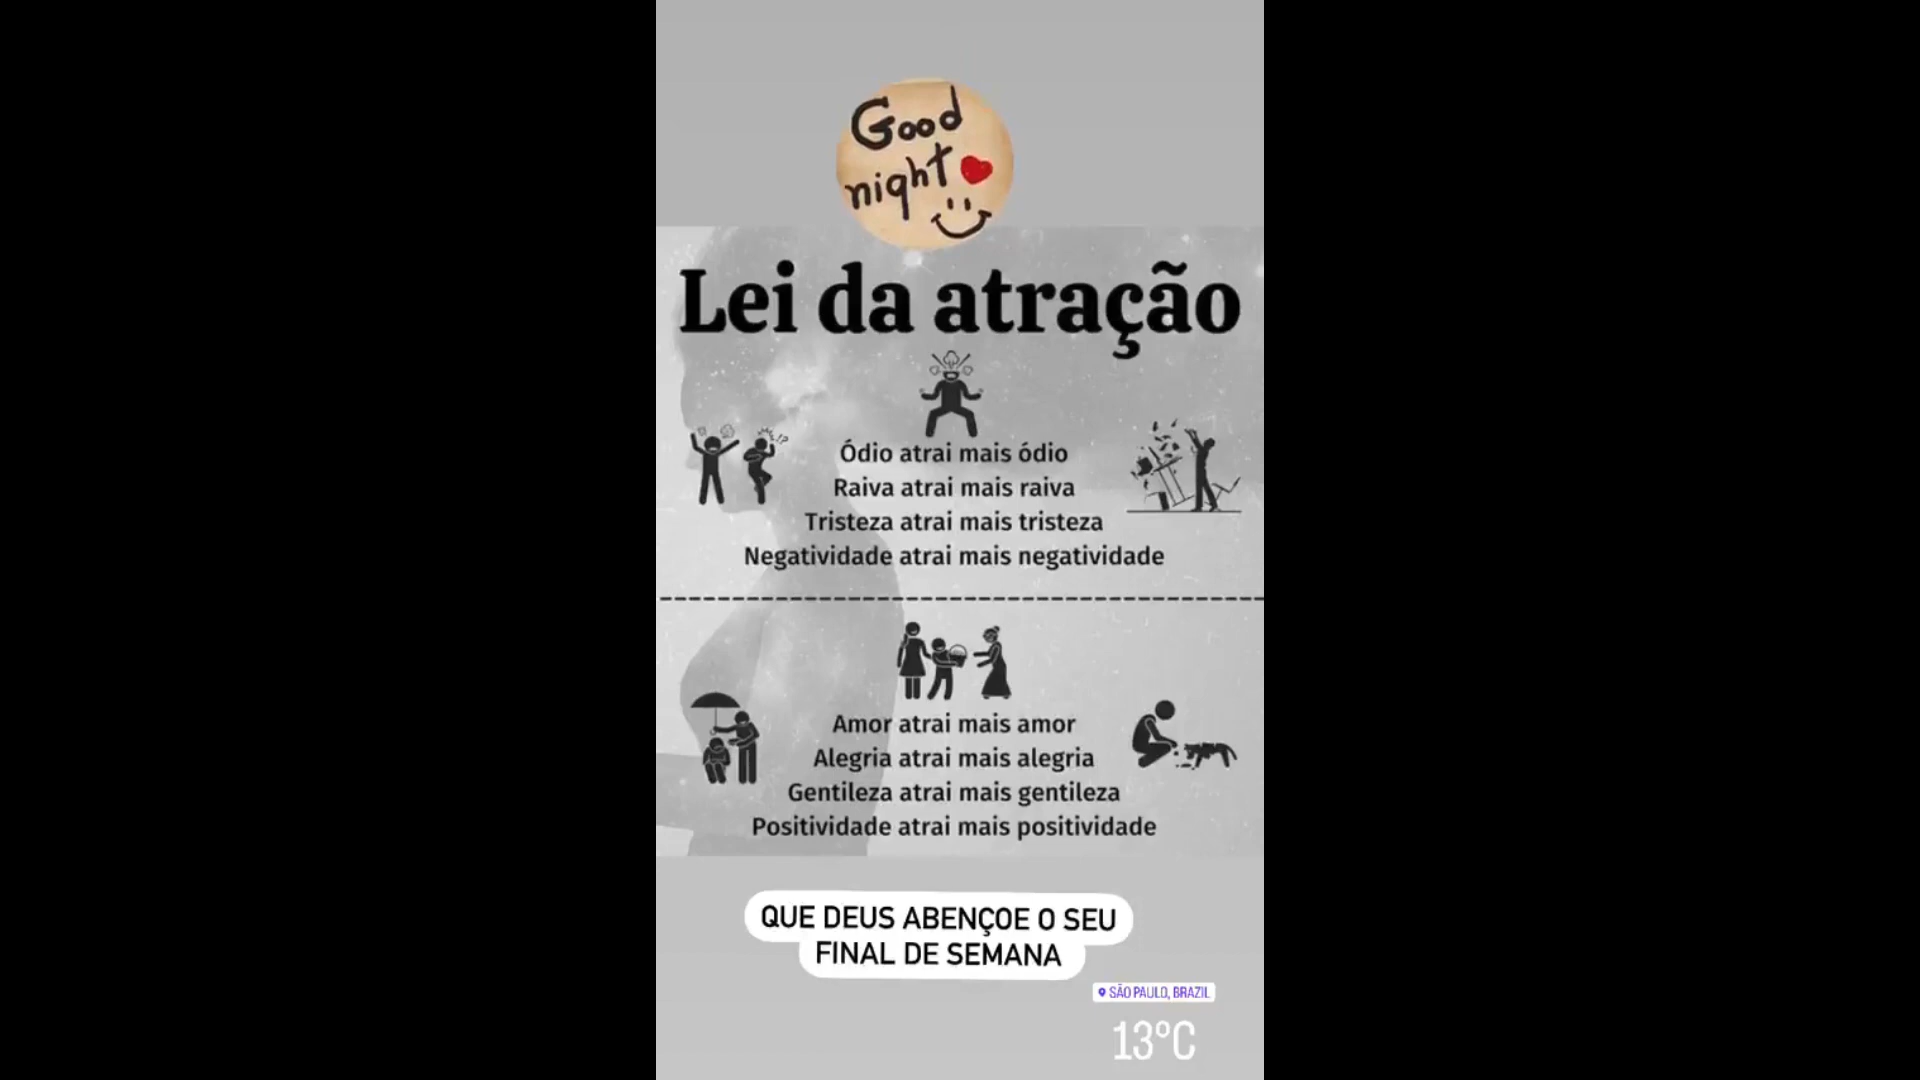 Good
night
Lei da atração
!?
Ódio atrai mais ódio
Raiva atrai mais raiva
Tristeza atrai mais tristeza
Negatividade atrai mais negatividade
Amor atrai mais amor
Alegria atrai mais alegria
Gentileza atrai mais gentileza
Positividade atrai mais positividade
QUE DEUS ABENÇOE O SEU
FINAL DE SEMANA
SÃO PAULO, BRAZIL
13°C